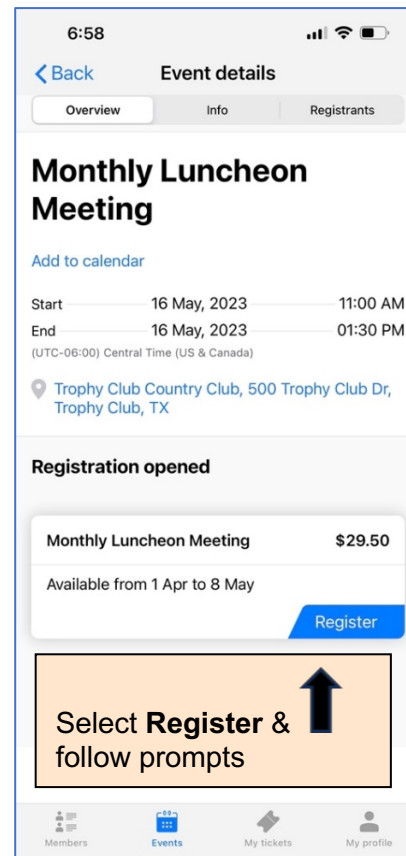 6:58
Back Event details
Overview Info Registrants
Monthly Luncheon
Meeting
Add to calendar
Start 16 May, 2023 11:00 AM
End 16 May, 2023 01:30 PM
(UTC-06:00) Central Time (US & Canada)
Trophy Club Country Club, 500 Trophy Club Dr,
Trophy Club, TX
Registration opened
Monthly Luncheon Meeting $29.50
Available from 1 Apr to 8 May
Register
Select Register &
follow prompts
Members Events My tickets My profile